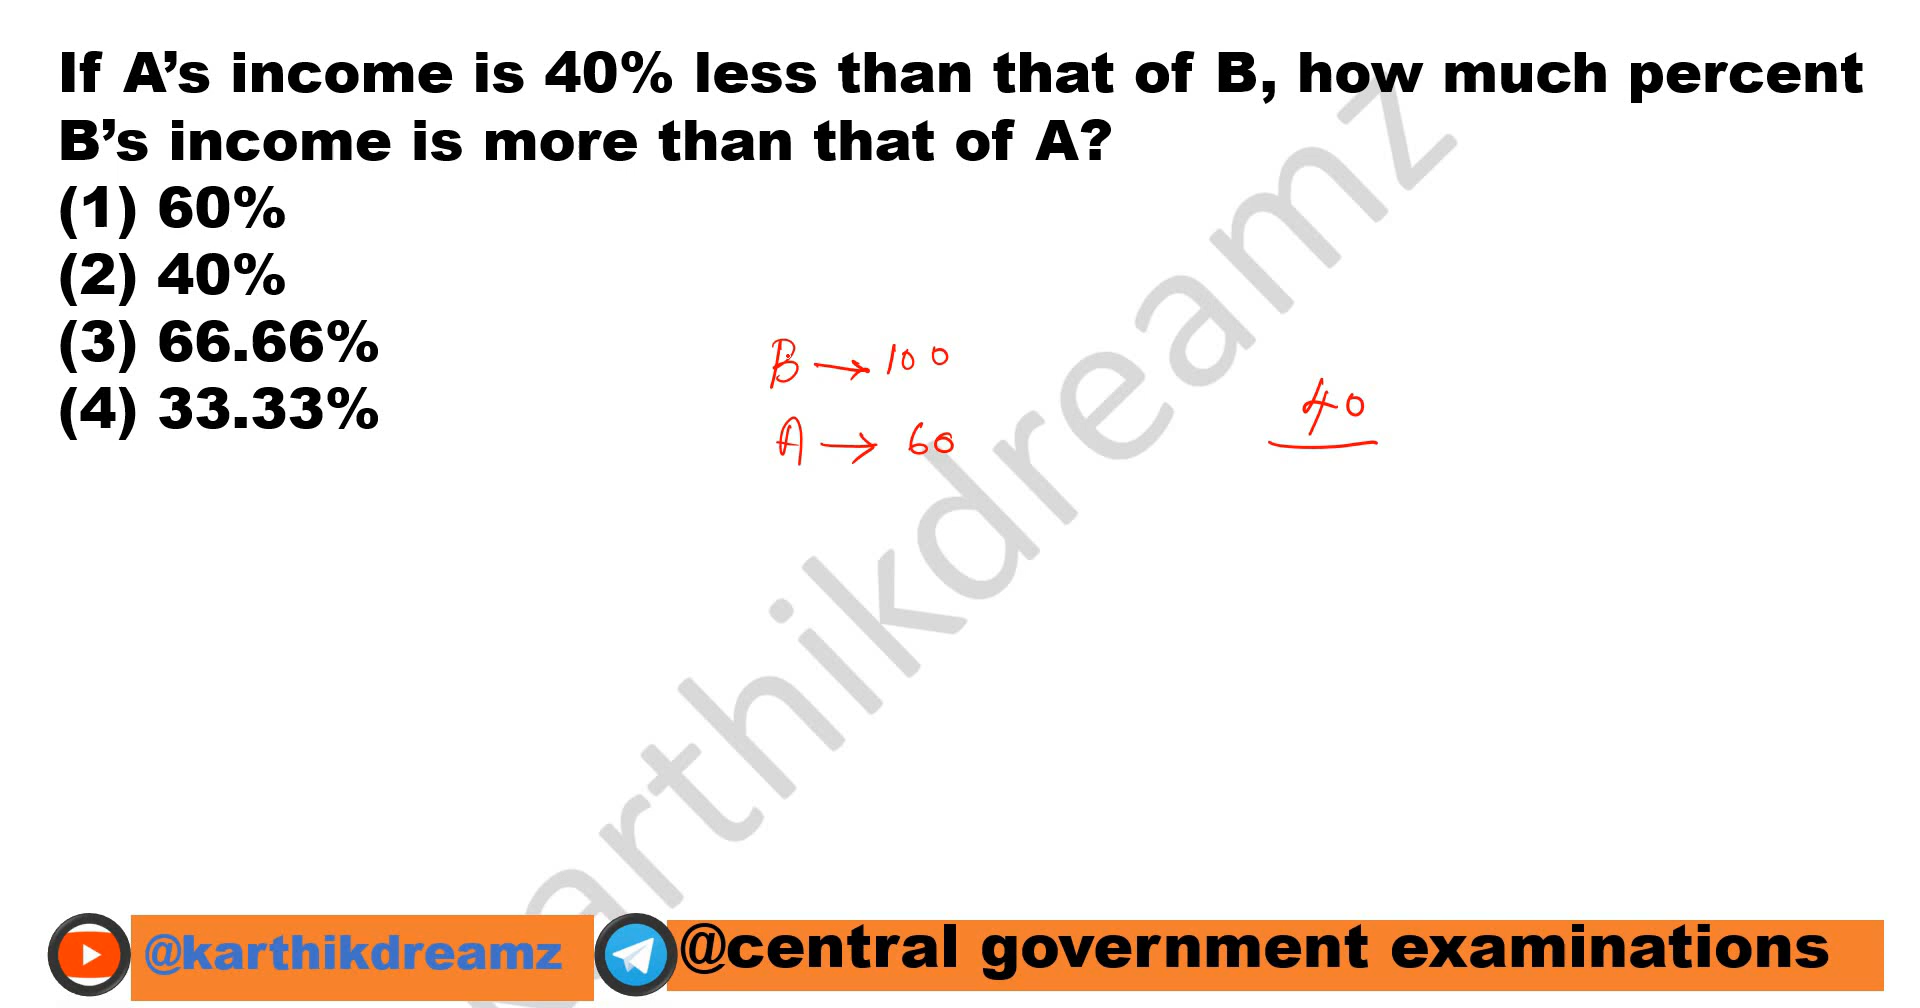 If A’s income is 40% less than that of B, how much percent
B’s income is more than that of A?
(1) 60%
(2) 40%
(3) 66.66%
(4) 33.33%
B → 100
A → 60
40
karthikdreamz
@karthikdreamz
@central government examinations